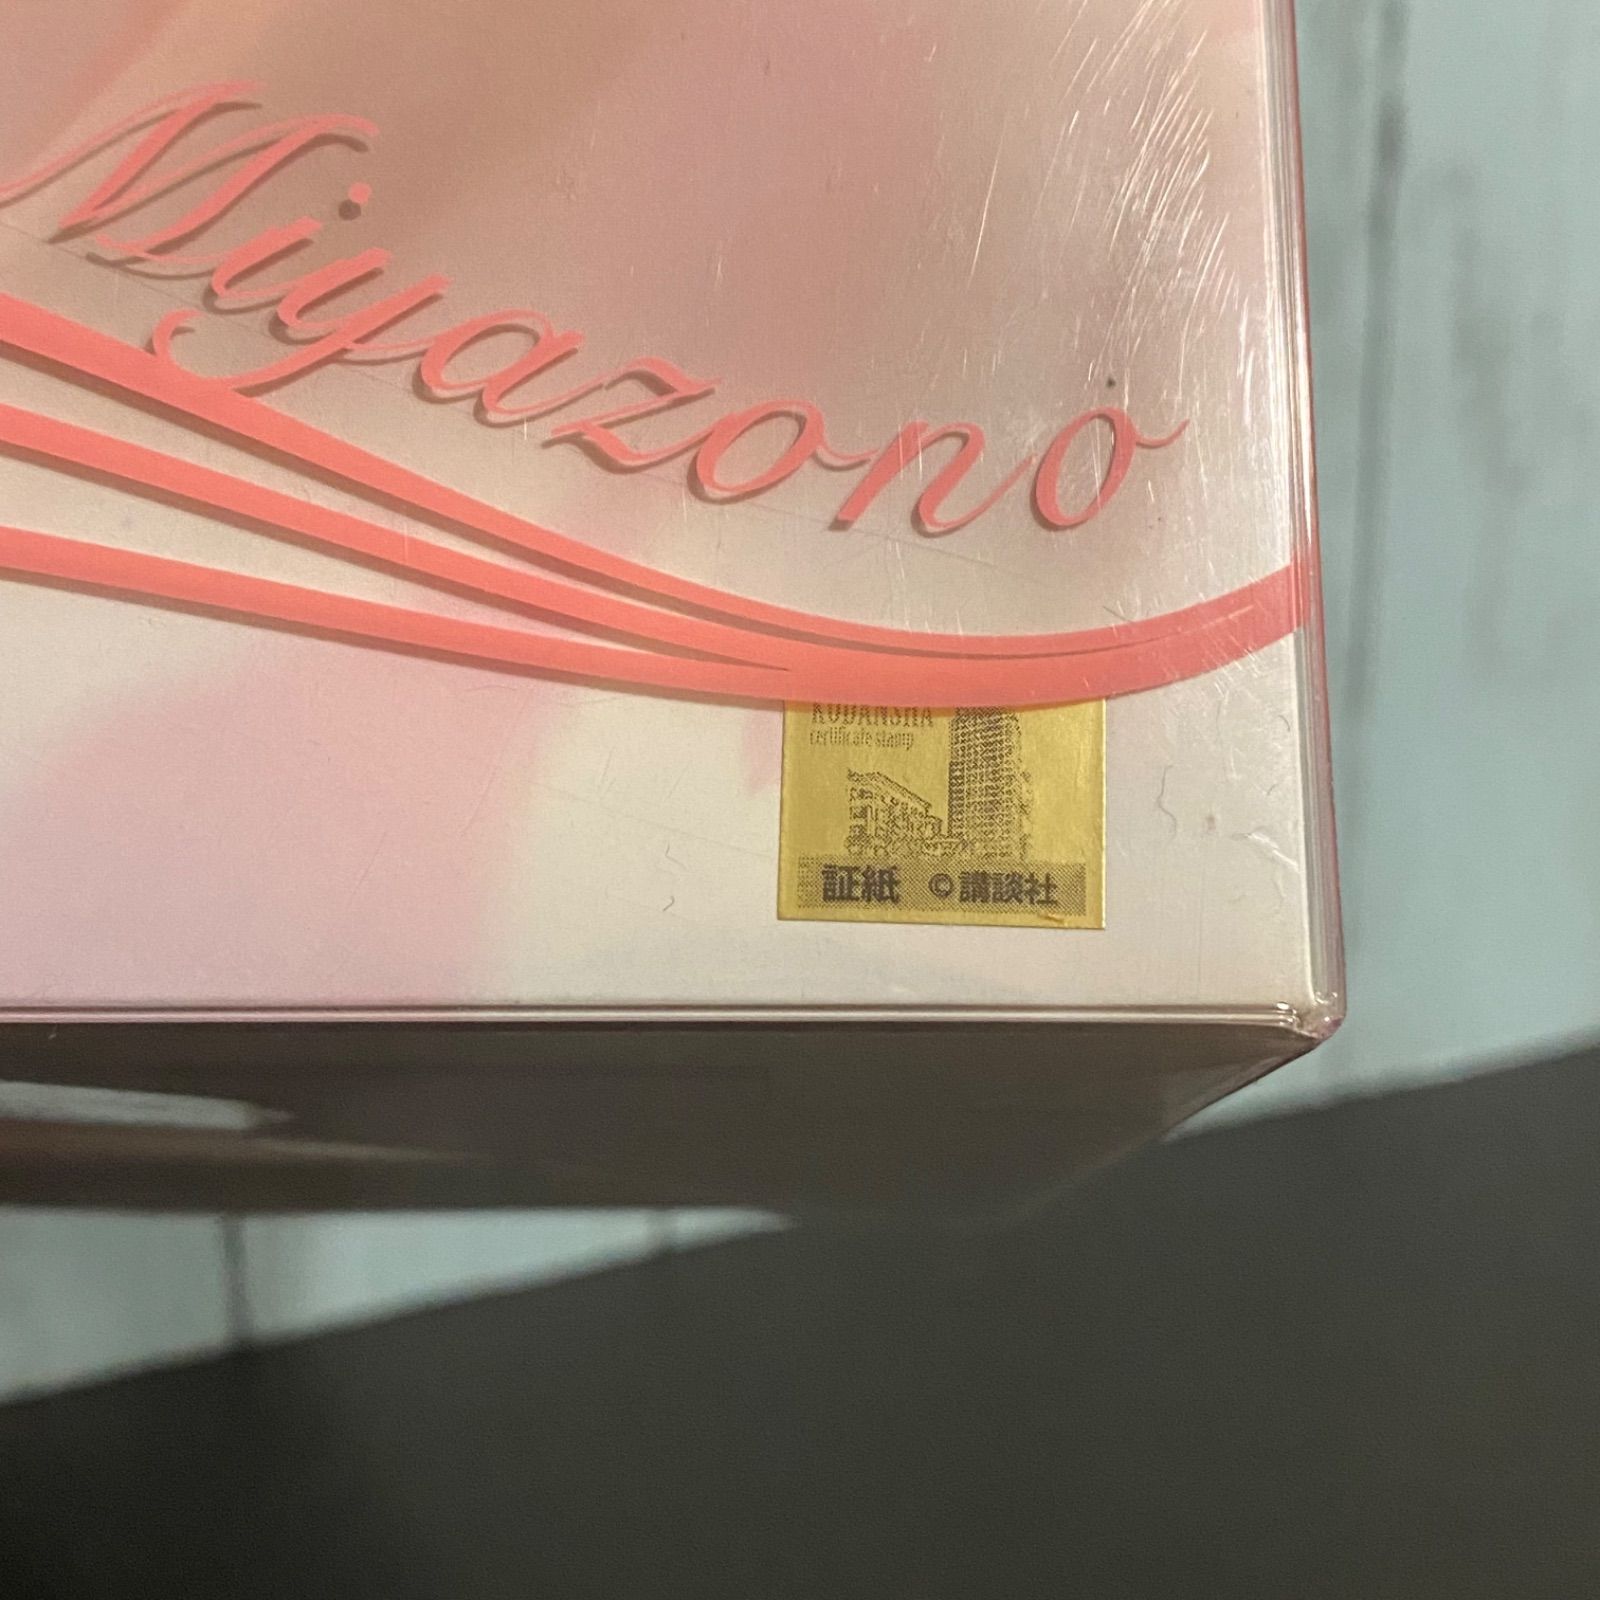 Miyazono
KODANSHA
certificate stamp
証紙 ©講談社